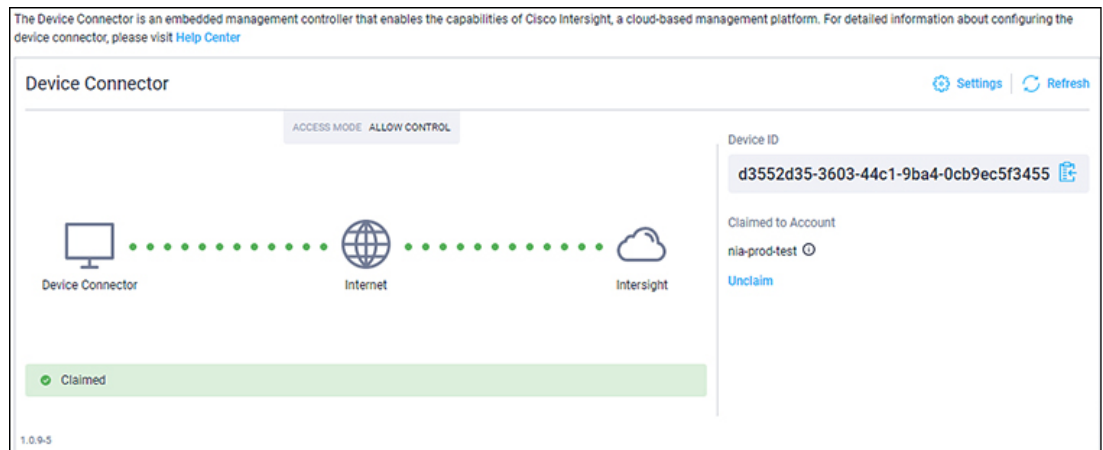 The Device Connector is an embedded management controller that enables the capabilities of Cisco Intersight, a cloud-based management platform. For detailed information about configuring the
device connector, please visit Help Center
Device Connector
Settings
Refresh
ACCESS MODE ALLOW CONTROL
Device ID
d3552d35-3603-44c1-9ba4-0cb9ec5f3455
Claimed to Account
nia-prod-test
Unclaim
Device Connector
Internet
Intersight
Claimed
1.0.9-5